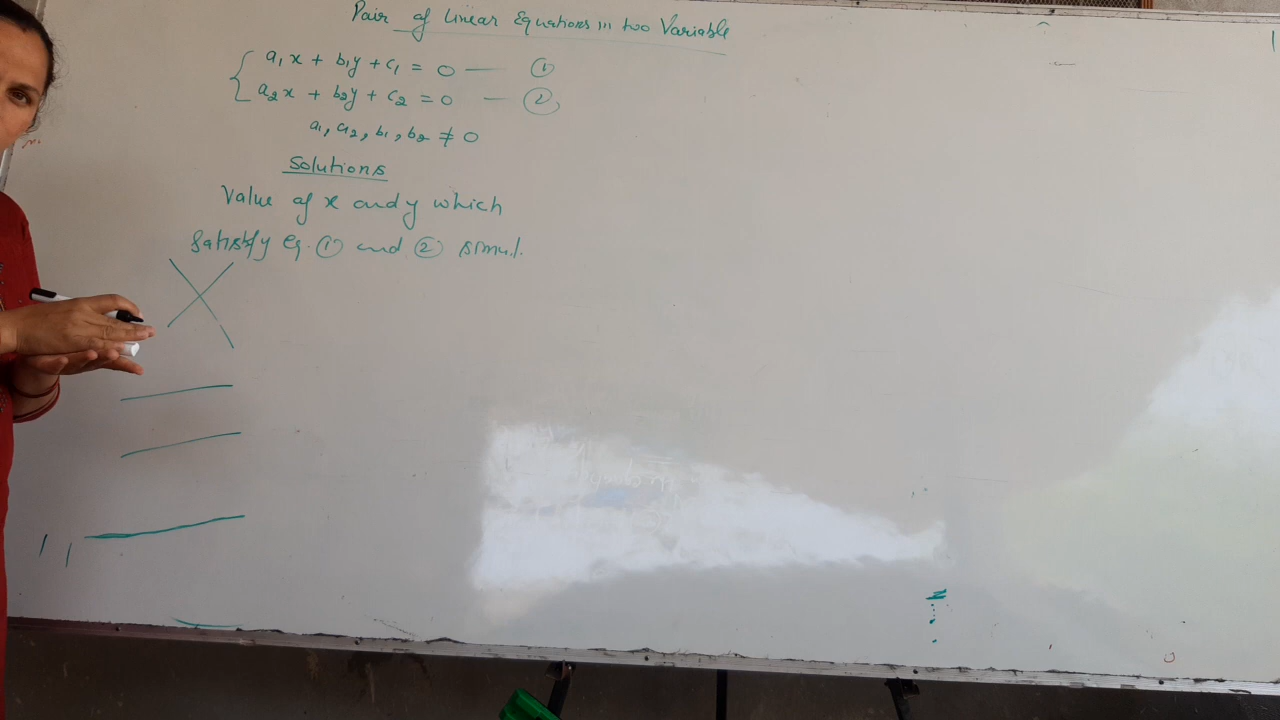 Pair of Linear Equations in two Variable
a₁x + b₁y + c₁ = 0 — ①
a₂x + b₂y + c₂ = 0 — ②
a₁, a₂, b₁, b₂ ≠ 0
Solutions
Value of x and y which
Satisfy eq. ① and ② simul.